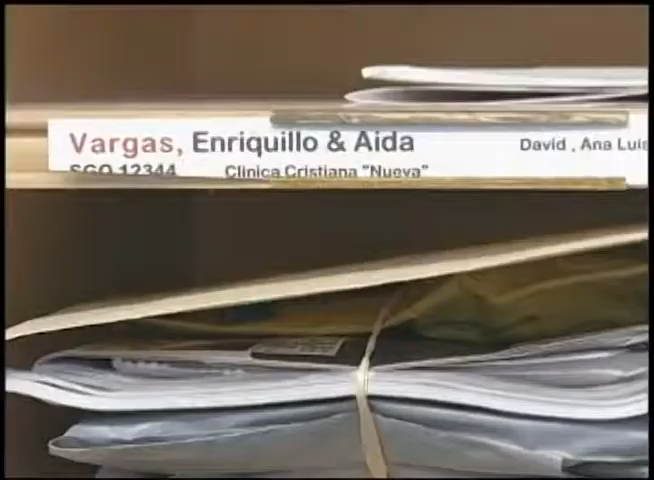 Vargas, Enriquillo & Aida
David , Ana Luis
SGO 12344
Clinica Cristiana "Nueva"